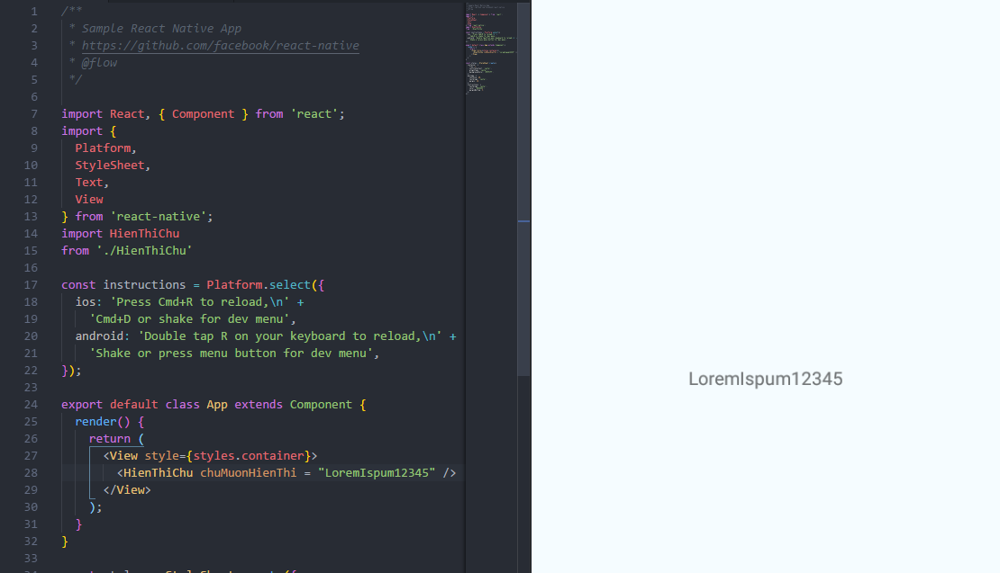 1 /**
2  * Sample React Native App
3  * https://github.com/facebook/react-native
4  * @flow
5  */
6
7 import React, { Component } from 'react';
8 import {
9   Platform,
10   StyleSheet,
11   Text,
12   View
13 } from 'react-native';
14 import HienThiChu
15 from './HienThiChu'
16
17 const instructions = Platform.select({
18   ios: 'Press Cmd+R to reload,\n' +
19     'Cmd+D or shake for dev menu',
20   android: 'Double tap R on your keyboard to reload,\n' +
21     'Shake or press menu button for dev menu',
22 });
23
24 export default class App extends Component {
25   render() {
26     return (
27       <View style={styles.container}>
28         <HienThiChu chuMuonHienThi = "LoremIspum12345" />
29       </View>
30     );
31   }
32 }
33
LoremIspum12345